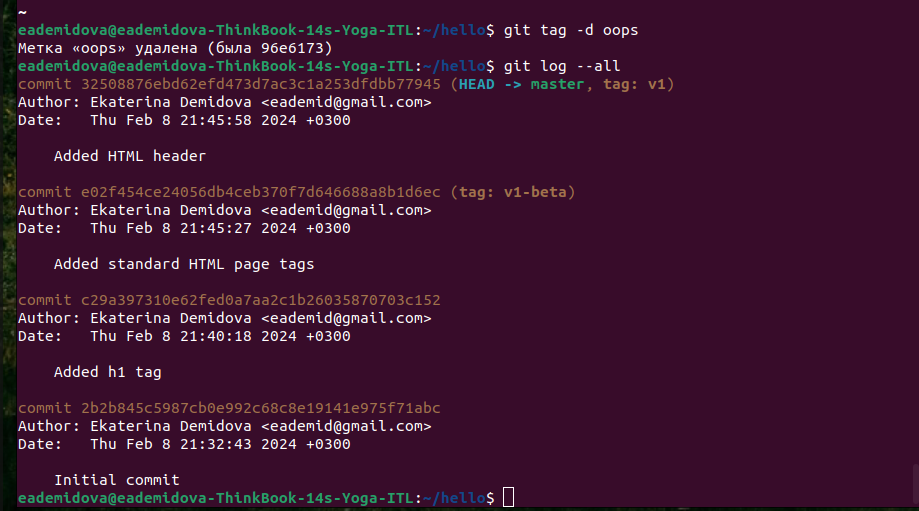 ~
eademidova@eademidova-ThinkBook-14s-Yoga-ITL:~/hello$ git tag -d oops
Метка «oops» удалена (была 96e6173)
eademidova@eademidova-ThinkBook-14s-Yoga-ITL:~/hello$ git log --all
commit 32508876ebd62efd473d7ac3c1a253dfdbb77945 (HEAD -> master, tag: v1)
Author: Ekaterina Demidova <eademid@gmail.com>
Date:   Thu Feb 8 21:45:58 2024 +0300
    Added HTML header
commit e02f454ce24056db4ceb370f7d646688a8b1d6ec (tag: v1-beta)
Author: Ekaterina Demidova <eademid@gmail.com>
Date:   Thu Feb 8 21:45:27 2024 +0300
    Added standard HTML page tags
commit c29a397310e62fed0a7aa2c1b26035870703c152
Author: Ekaterina Demidova <eademid@gmail.com>
Date:   Thu Feb 8 21:40:18 2024 +0300
    Added h1 tag
commit 2b2b845c5987cb0e992c68c8e19141e975f71abc
Author: Ekaterina Demidova <eademid@gmail.com>
Date:   Thu Feb 8 21:32:43 2024 +0300
    Initial commit
eademidova@eademidova-ThinkBook-14s-Yoga-ITL:~/hello$